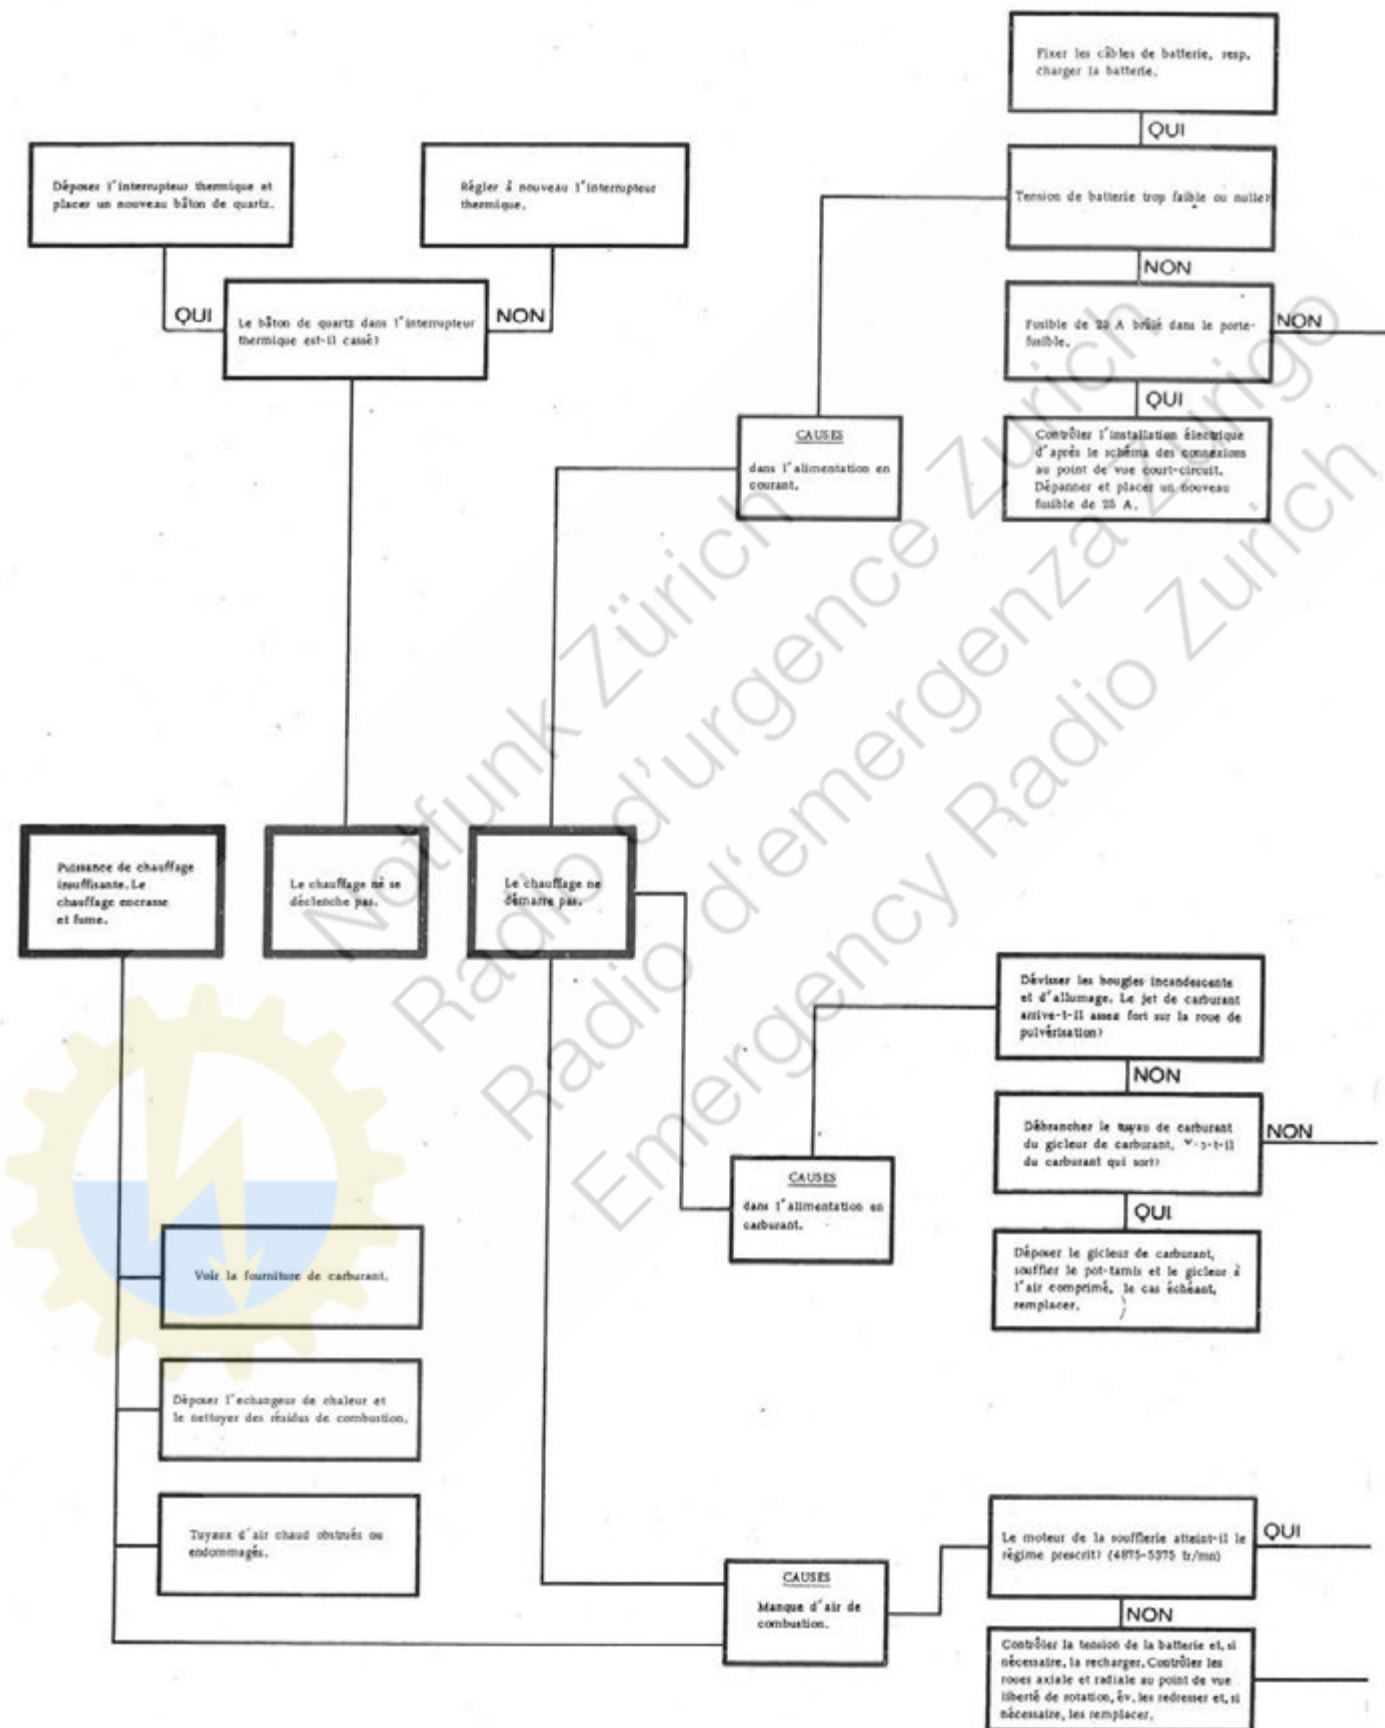 Fixer les câbles de batterie, resp.
charger la batterie.
QUI
Déposer l'interrupteur thermique et
placer un nouveau bâton de quartz.
Régler à nouveau l'interrupteur
thermique.
Tension de batterie trop faible ou nulle?
NON
QUI
Le bâton de quartz dans l'interrupteur
thermique est-il cassé?
NON
Fusible de 25 A brûlé dans le porte-
fusible.
NON
QUI
CAUSES
dans l'alimentation en
courant.
Contrôler l'installation électrique
d'après le schéma des connexions
au point de vue court-circuit.
Dépanner et placer un nouveau
fusible de 25 A.
Puissance de chauffage
insuffisante. Le
chauffage encrasse
et fume.
Le chauffage né se
déclenche pas.
Le chauffage ne
démarre pas.
Dévisser les bougies incandescente
et d'allumage. Le jet de carburant
arrive-t-il assez fort sur la roue de
pulvérisation?
NON
Débrancher le tuyau de carburant
du gicleur de carburant.
du carburant qui sort?
NON
QUI
CAUSES
dans l'alimentation en
carburant.
Déposer le gicleur de carburant,
souffler le pot-tamis et le gicleur à
l'air comprimé, le cas échéant,
remplacer.
Voir la fourniture de carburant.
Déposer l'echangeur de chaleur et
le nettoyer des résidus de combustion.
Tuyaux d'air chaud obstrués ou
endommagés.
CAUSES
Manque d'air de
combustion.
Le moteur de la soufflerie atteint-il le
régime prescrit? (4875-5375 tr/mn)
QUI
NON
Contrôler la tension de la batterie et, si
nécessaire, la recharger. Contrôler les
roues axiale et radiale au point de vue
liberté de rotation, év. les redresser et, si
nécessaire, les remplacer.
Notfunk Zürich
Radio d'urgence Zurich
Radio d'emergenza Zurigo
Emergency Radio Zurich